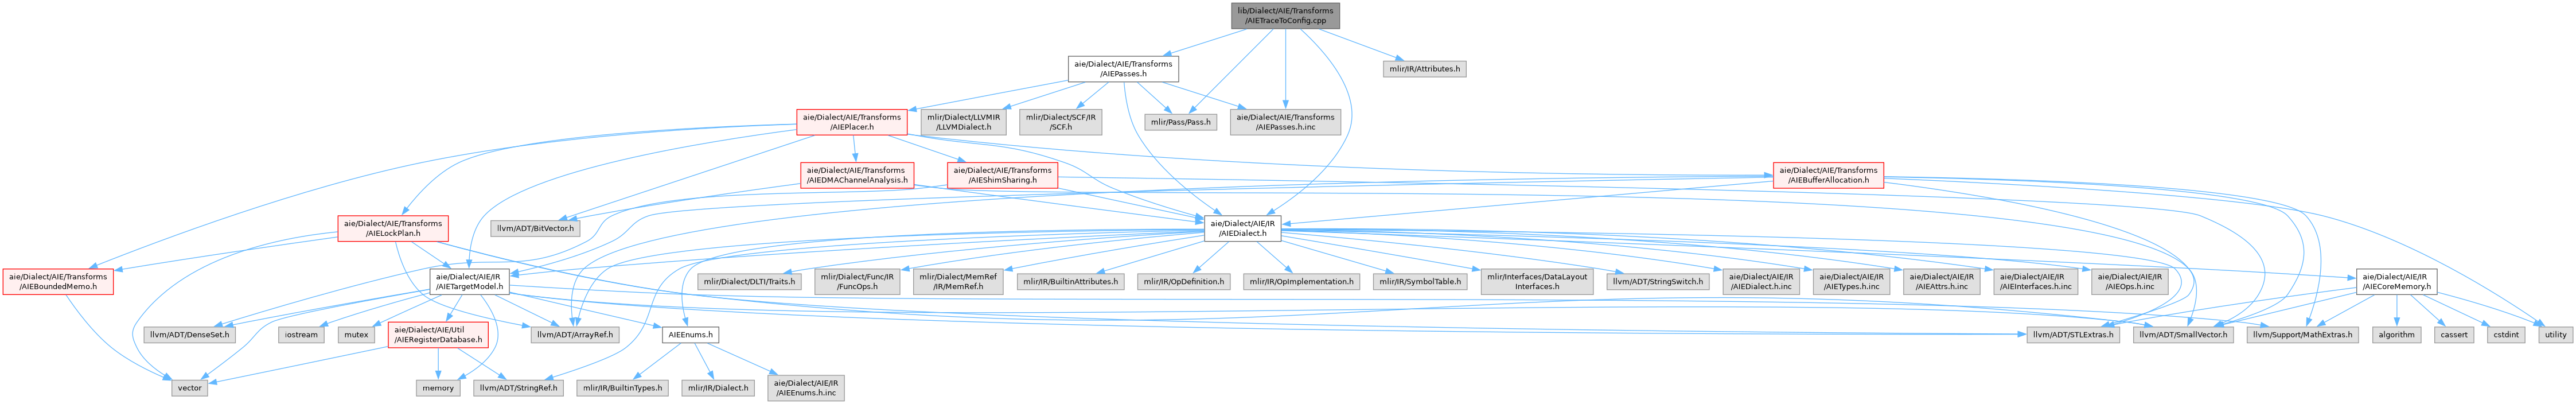 lib/Dialect/AIE/Transforms
/AIETraceToConfig.cpp
aie/Dialect/AIE/Transforms
/AIEPasses.h
mlir/IR/Attributes.h
aie/Dialect/AIE/Transforms
/AIEPlacer.h
mlir/Dialect/LLVMIR
/LLVMDialect.h
mlir/Dialect/SCF/IR
/SCF.h
mlir/Pass/Pass.h
aie/Dialect/AIE/Transforms
/AIEPasses.h.inc
aie/Dialect/AIE/Transforms
/AIEDMAChannelAnalysis.h
aie/Dialect/AIE/Transforms
/AIEShimSharing.h
aie/Dialect/AIE/Transforms
/AIEBufferAllocation.h
aie/Dialect/AIE/Transforms
/AIELockPlan.h
llvm/ADT/BitVector.h
aie/Dialect/AIE/IR
/AIEDialect.h
aie/Dialect/AIE/Transforms
/AIEBoundedMemo.h
aie/Dialect/AIE/IR
/AIETargetModel.h
mlir/Dialect/DLTI/Traits.h
mlir/Dialect/Func/IR
/FuncOps.h
mlir/Dialect/MemRef
/IR/MemRef.h
mlir/IR/BuiltinAttributes.h
mlir/IR/OpDefinition.h
mlir/IR/OpImplementation.h
mlir/IR/SymbolTable.h
mlir/Interfaces/DataLayout
Interfaces.h
llvm/ADT/StringSwitch.h
aie/Dialect/AIE/IR
/AIEDialect.h.inc
aie/Dialect/AIE/IR
/AIETypes.h.inc
aie/Dialect/AIE/IR
/AIEAttrs.h.inc
aie/Dialect/AIE/IR
/AIEInterfaces.h.inc
aie/Dialect/AIE/IR
/AIEOps.h.inc
aie/Dialect/AIE/IR
/AIECoreMemory.h
llvm/ADT/DenseSet.h
iostream
mutex
aie/Dialect/AIE/Util
/AIERegisterDatabase.h
llvm/ADT/ArrayRef.h
AIEEnums.h
llvm/ADT/STLExtras.h
llvm/ADT/SmallVector.h
llvm/Support/MathExtras.h
algorithm
cassert
cstdint
utility
vector
memory
llvm/ADT/StringRef.h
mlir/IR/BuiltinTypes.h
mlir/IR/Dialect.h
aie/Dialect/AIE/IR
/AIEEnums.h.inc